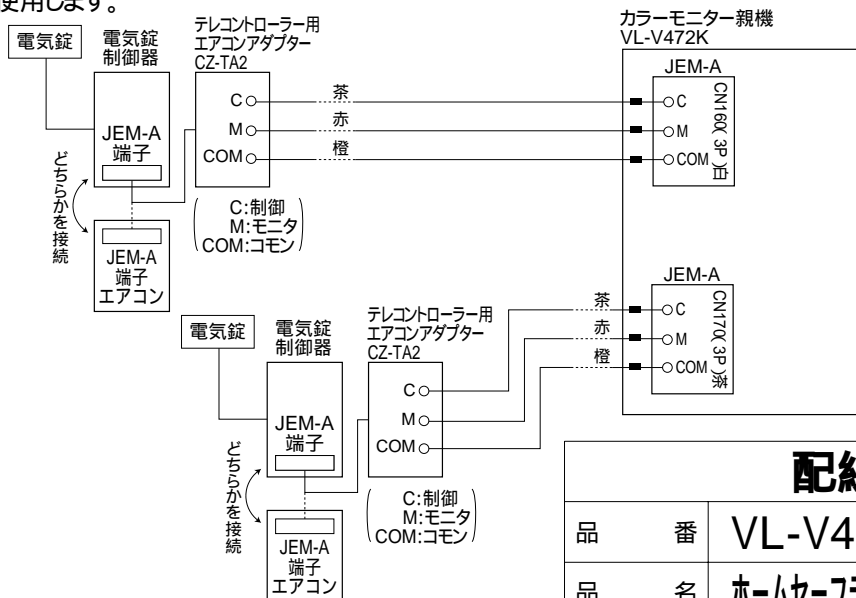 使用します。
カラーモニター親機
VL-V472K
電気錠
電気錠
制御器
テレコントローラー用
エアコンアダプター
CZ-TA2
JEM-A
C
茶
C
CN160(3P)白
M
赤
M
COM
橙
COM
JEM-A
端子
どちらかを接続
C:制御
M:モニタ
COM:コモン
JEM-A
端子
エアコン
JEM-A
茶
C
CN170(3P)茶
赤
M
橙
COM
電気錠
電気錠
制御器
テレコントローラー用
エアコンアダプター
CZ-TA2
C
M
COM
JEM-A
端子
どちらかを接続
C:制御
M:モニタ
COM:コモン
JEM-A
端子
エアコン
配
品 番 VL-V4
品 名 ホームセーフテ